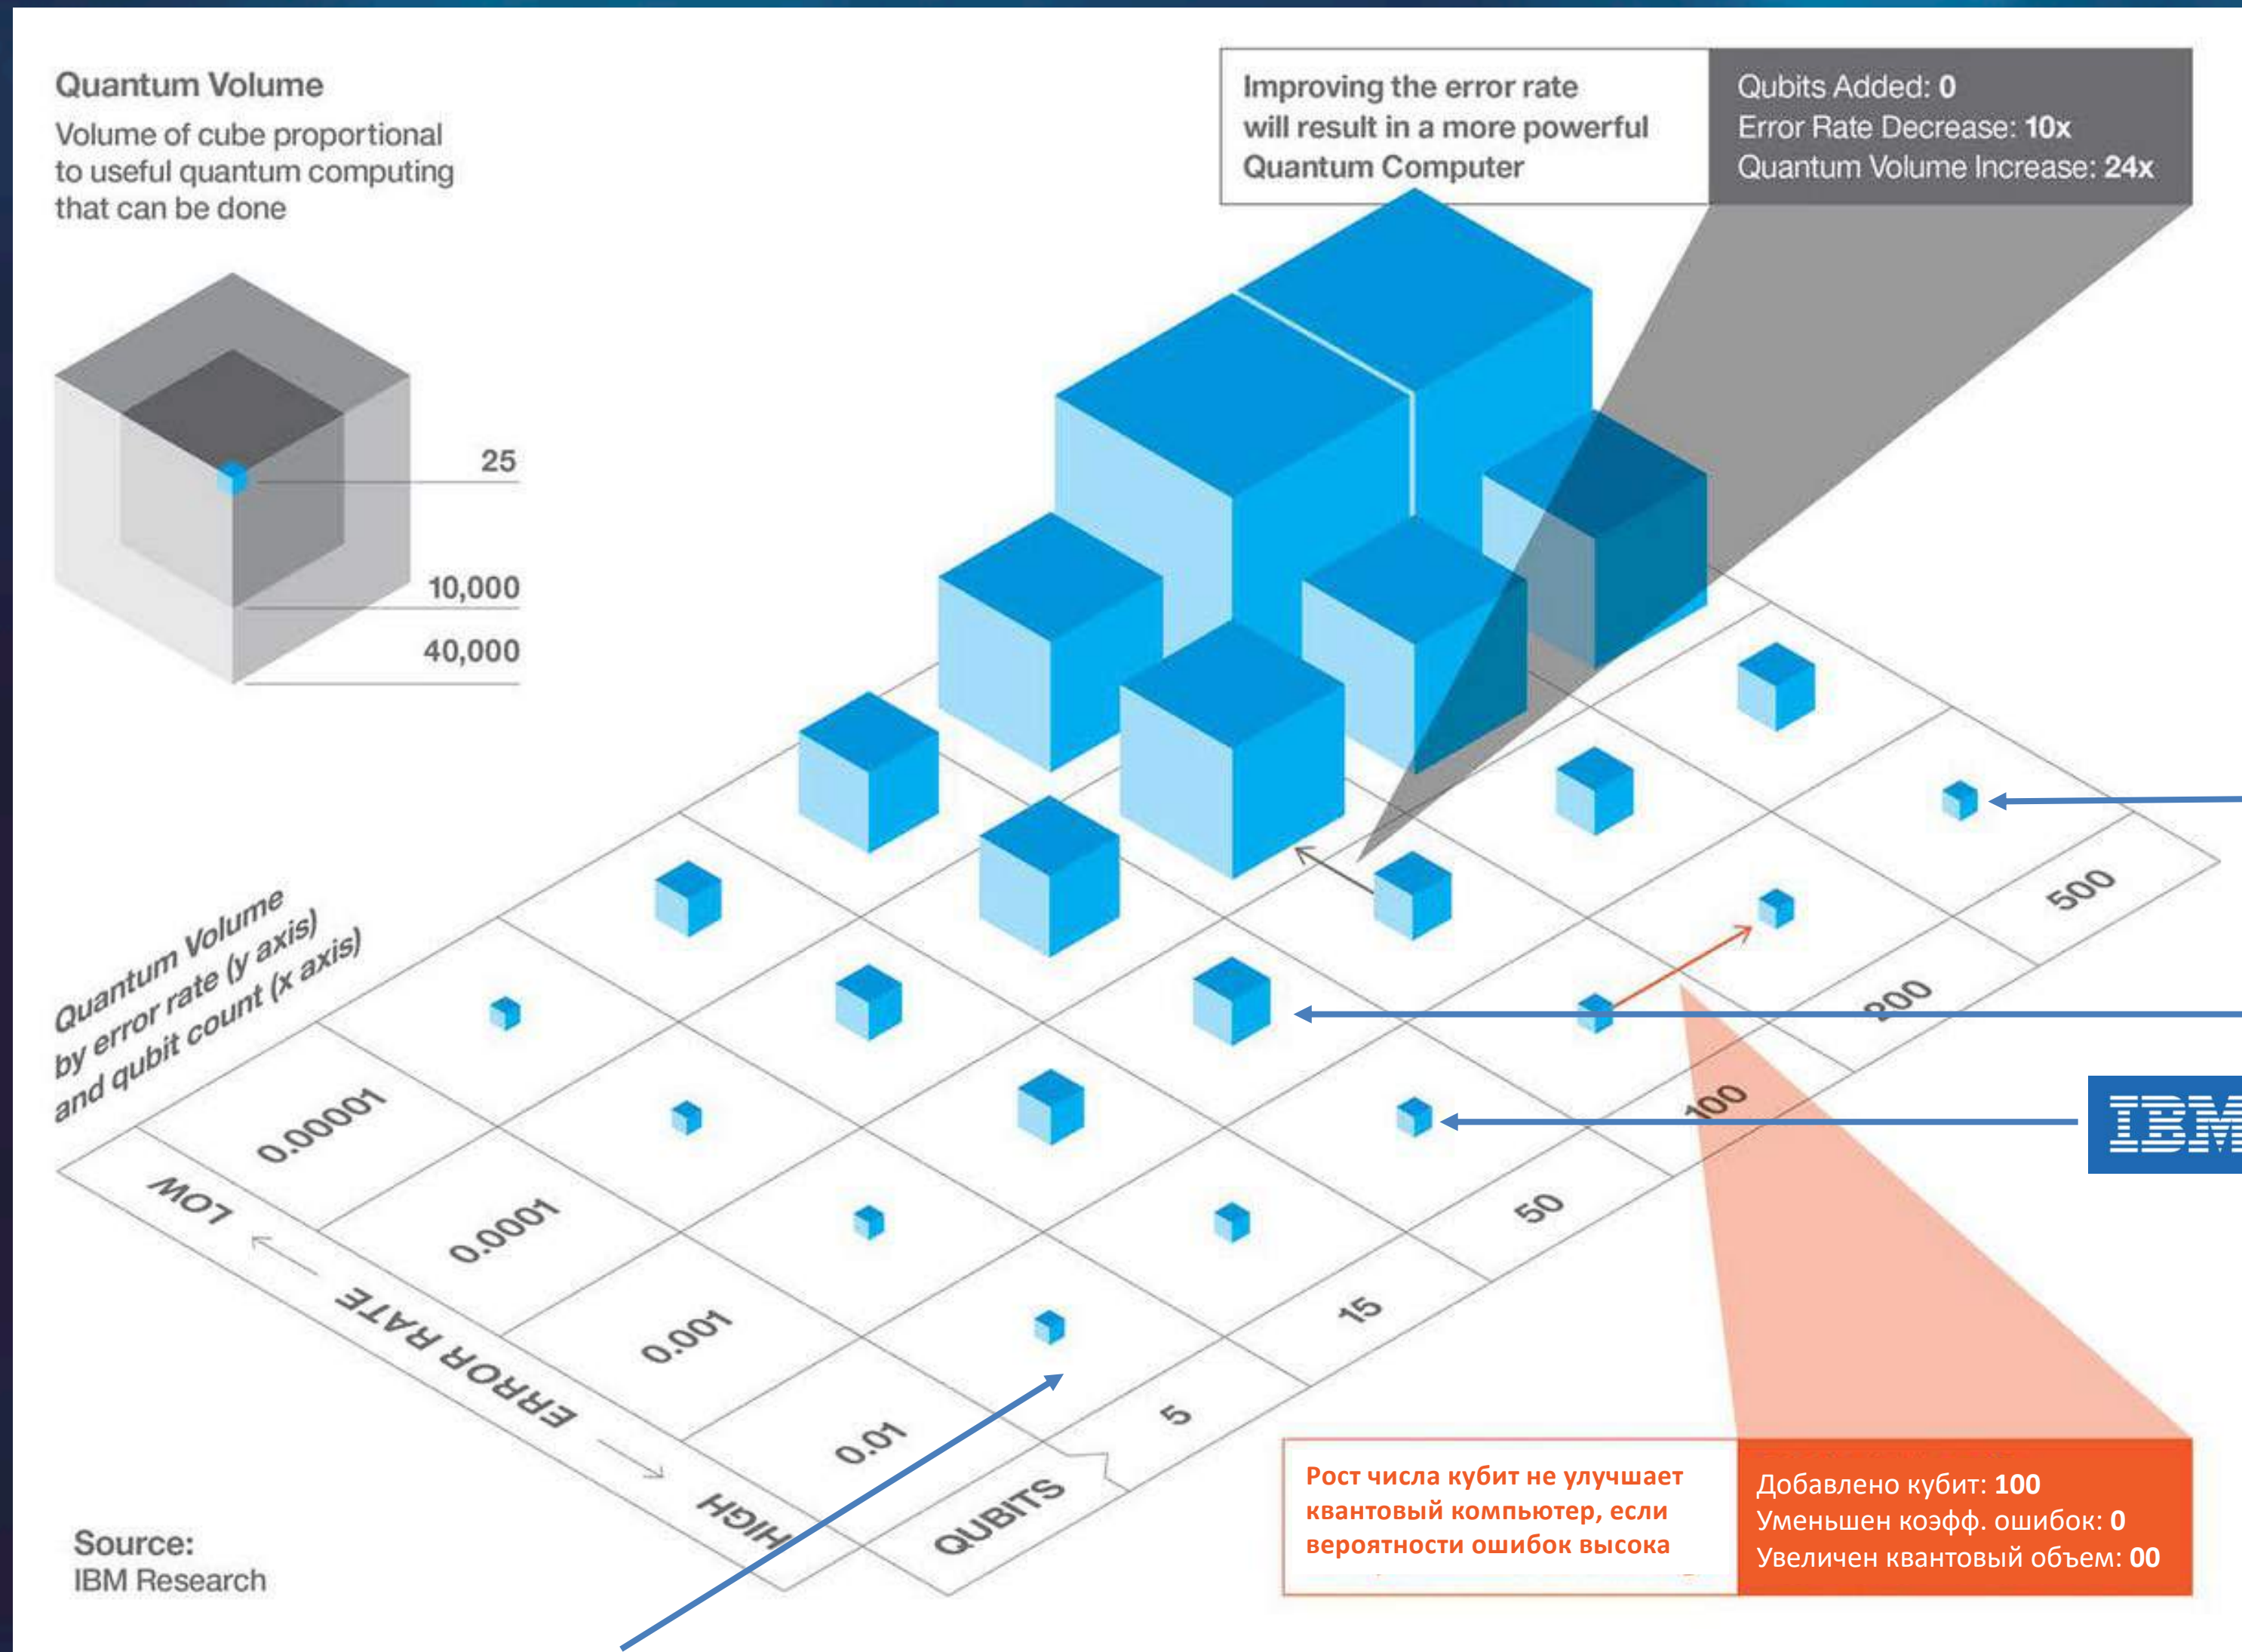 Quantum Volume
Volume of cube proportional
to useful quantum computing
that can be done
Improving the error rate
will result in a more powerful
Quantum Computer
Qubits Added: 0
Error Rate Decrease: 10x
Quantum Volume Increase: 24x
25
10,000
40,000
Quantum Volume
by error rate (y axis)
and qubit count (x axis)
0.00001
0.0001
0.001
0.01
LOW
ERROR RATE
HIGH
QUBITS
5
15
50
100
200
500
IBM
Рост числа кубит не улучшает
квантовый компьютер, если
вероятности ошибок высока
Добавлено кубит: 100
Уменьшен коэфф. ошибок: 0
Увеличен квантовый объем: 00
Source:
IBM Research